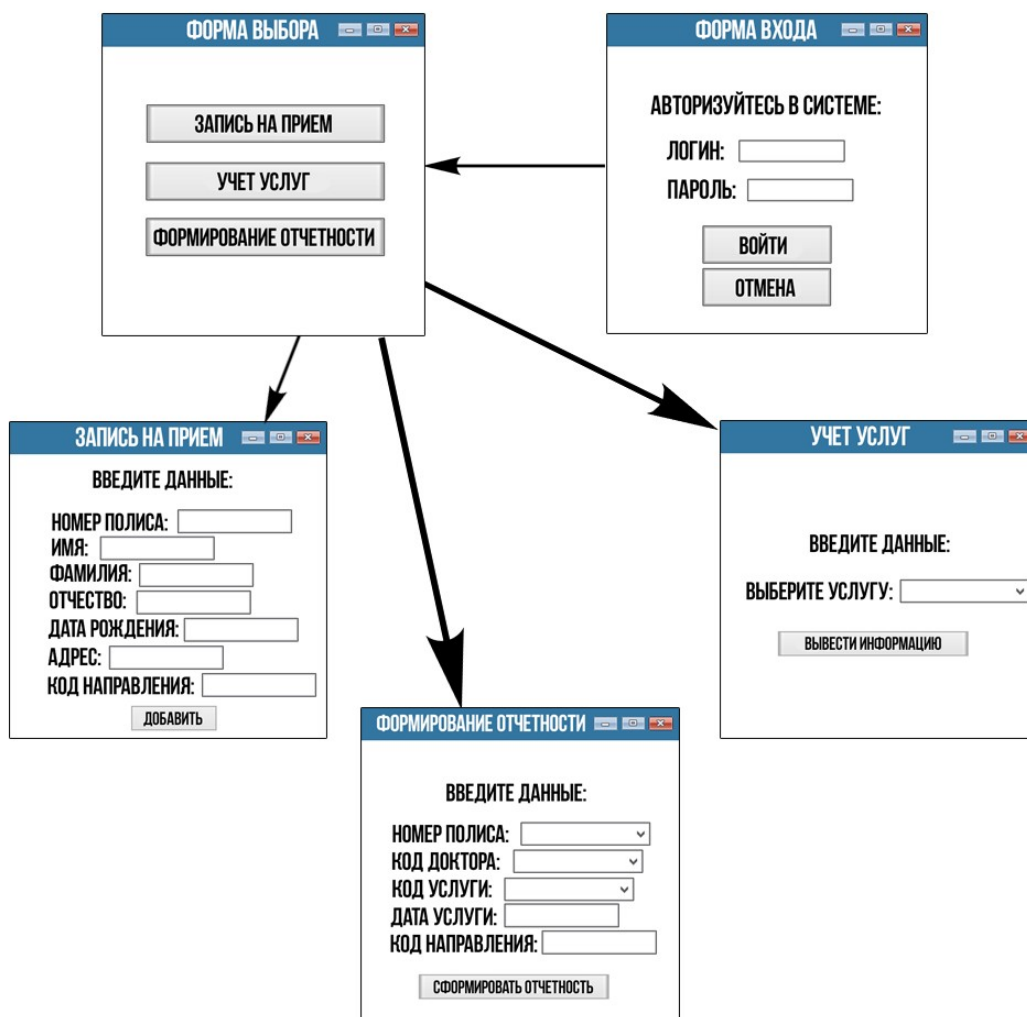 ФОРМА ВЫБОРА
ЗАПИСЬ НА ПРИЕМ
УЧЕТ УСЛУГ
ФОРМИРОВАНИЕ ОТЧЕТНОСТИ
ФОРМА ВХОДА
АВТОРИЗУЙТЕСЬ В СИСТЕМЕ:
ЛОГИН:
ПАРОЛЬ:
ВОЙТИ
ОТМЕНА
ЗАПИСЬ НА ПРИЕМ
ВВЕДИТЕ ДАННЫЕ:
НОМЕР ПОЛИСА:
ИМЯ:
ФАМИЛИЯ:
ОТЧЕСТВО:
ДАТА РОЖДЕНИЯ:
АДРЕС:
КОД НАПРАВЛЕНИЯ:
ДОБАВИТЬ
УЧЕТ УСЛУГ
ВВЕДИТЕ ДАННЫЕ:
ВЫБЕРИТЕ УСЛУГУ:
ВЫВЕСТИ ИНФОРМАЦИЮ
ФОРМИРОВАНИЕ ОТЧЕТНОСТИ
ВВЕДИТЕ ДАННЫЕ:
НОМЕР ПОЛИСА:
КОД ДОКТОРА:
КОД УСЛУГИ:
ДАТА УСЛУГИ:
КОД НАПРАВЛЕНИЯ:
СФОРМИРОВАТЬ ОТЧЕТНОСТЬ